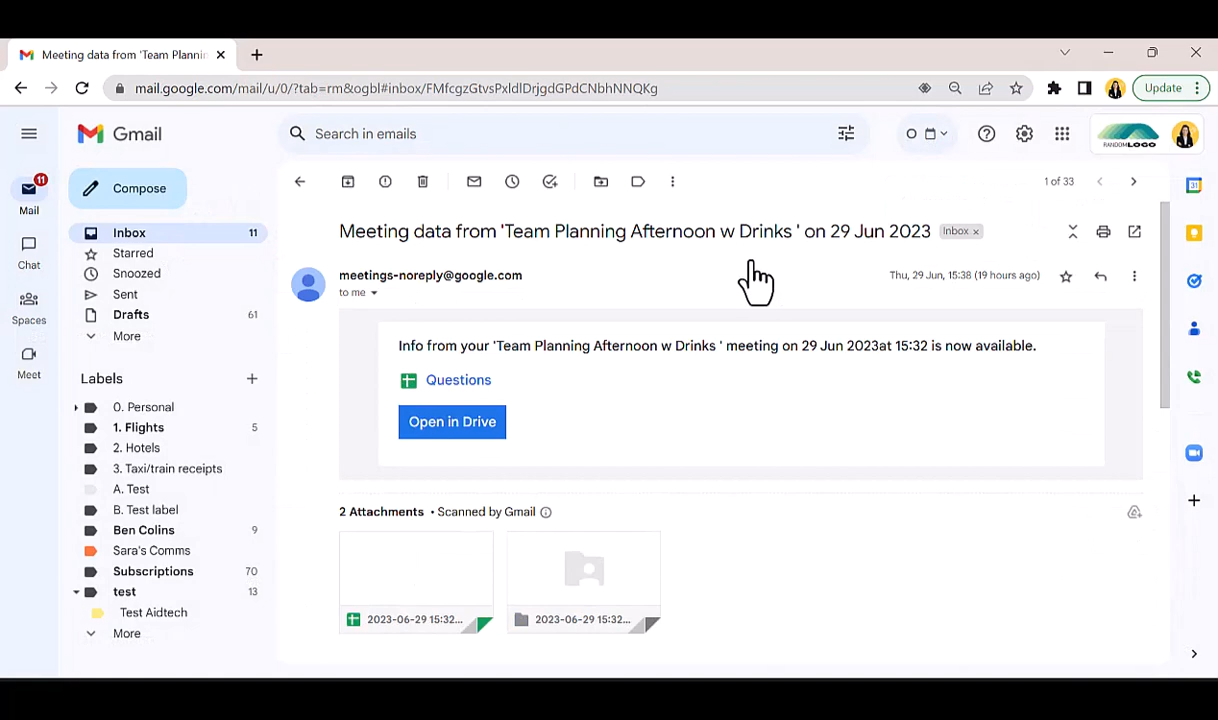 Meeting data from 'Team Plannin
mail.google.com/mail/u/0/?tab=rm&ogbl#inbox/FMfcgzGtvsPxldlDrjgdGPdCNbhNNQKg
Update
Gmail
Search in emails
RANDOMLOGO
11
Mail
Chat
Spaces
Meet
Compose
Inbox 11
Starred
Snoozed
Sent
Drafts 61
More
Labels
0. Personal
1. Flights 5
2. Hotels
3. Taxi/train receipts
A. Test
B. Test label
Ben Colins 9
Sara's Comms
Subscriptions 70
test 13
Test Aidtech
More
1 of 33
Meeting data from 'Team Planning Afternoon w Drinks ' on 29 Jun 2023 Inbox ×
meetings-noreply@google.com Thu, 29 Jun, 15:38 (19 hours ago)
to me
Info from your 'Team Planning Afternoon w Drinks ' meeting on 29 Jun 2023at 15:32 is now available.
Questions
Open in Drive
2 Attachments • Scanned by Gmail
2023-06-29 15:32... 2023-06-29 15:32...
31